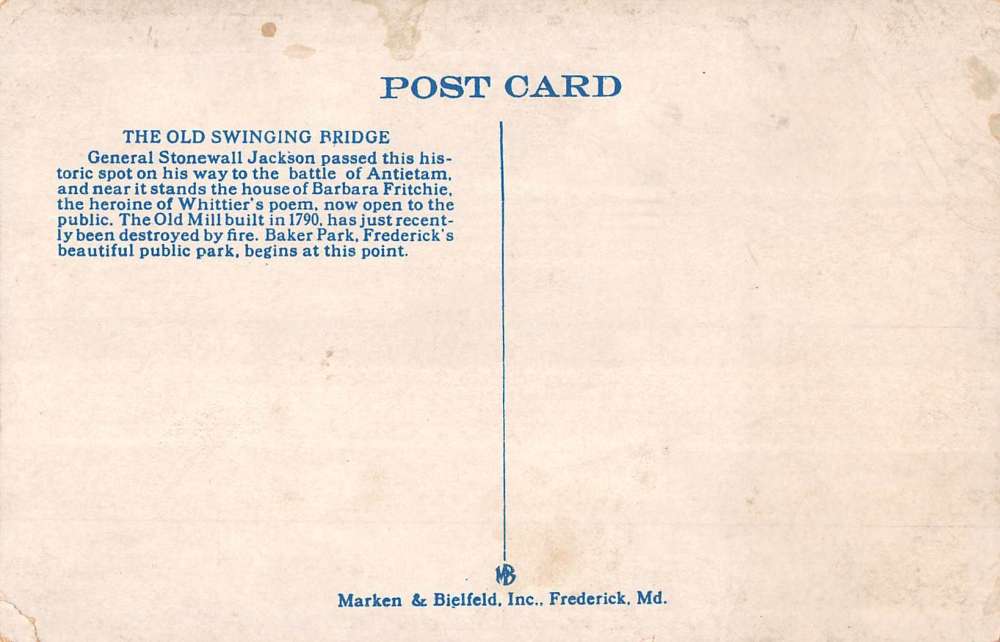 POST CARD
THE OLD SWINGING BRIDGE
General Stonewall Jackson passed this his-
toric spot on his way to the battle of Antietam,
and near it stands the house of Barbara Fritchie,
the heroine of Whittier's poem, now open to the
public. The Old Mill built in 1790, has just recent-
ly been destroyed by fire. Baker Park, Frederick's
beautiful public park, begins at this point.
MB
Marken & Bielfeld, Inc., Frederick, Md.